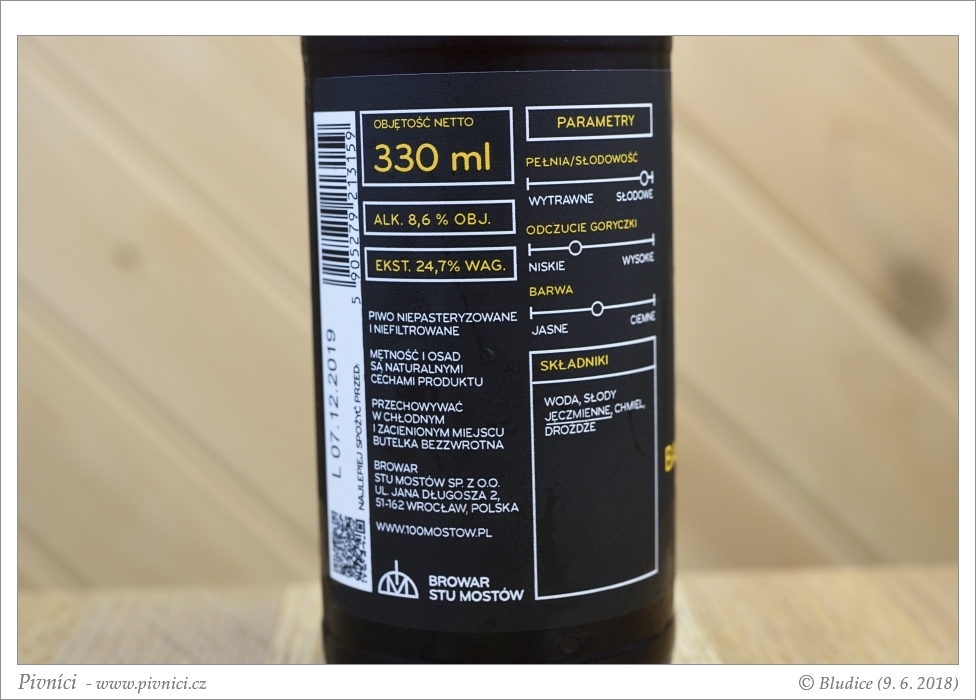 OBJĘTOŚĆ NETTO
330 ml
ALK. 8,6 % OBJ.
EKST. 24,7% WAG.
PIWO NIEPASTERYZOWANE
I NIEFILTROWANE
MĘTNOŚĆ I OSAD
SĄ NATURALNYMI
CECHAMI PRODUKTU
PRZECHOWYWAĆ
W CHŁODNYM
I ZACIENIONYM MIEJSCU
BUTELKA BEZZWROTNA
BROWAR
STU MOSTÓW SP. Z O.O.
UL. JANA DŁUGOSZA 2,
51-162 WROCŁAW, POLSKA
WWW.100MOSTOW.PL
BROWAR
STU MOSTÓW
PARAMETRY
PEŁNIA/SŁODOWOŚĆ
WYTRAWNE SŁODOWE
ODCZUCIE GORYCZKI
NISKIE WYSOKIE
BARWA
JASNE CIEMNE
SKŁADNIKI
WODA, SŁODY
JĘCZMIENNE, CHMIEL,
DROŻDŻE
5 905279 213159
L 07.12.2019
NAJLEPIEJ SPOŻYĆ PRZED:
Pivníci - www.pivnici.cz
© Bludice (9. 6. 2018)